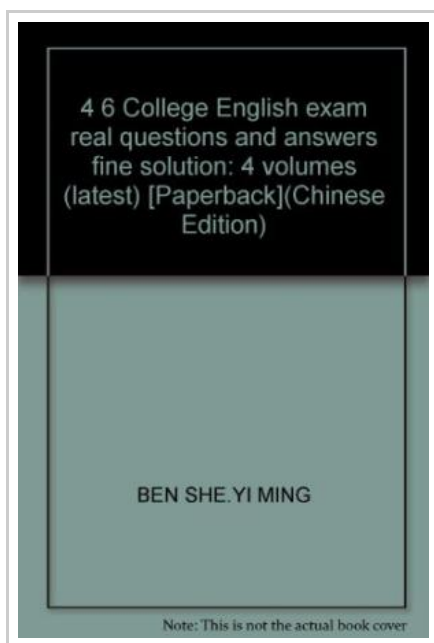 4 6 College English exam
real questions and answers
fine solution: 4 volumes
(latest) [Paperback](Chinese
Edition)
BEN SHE.YI MING
Note: This is not the actual book cover